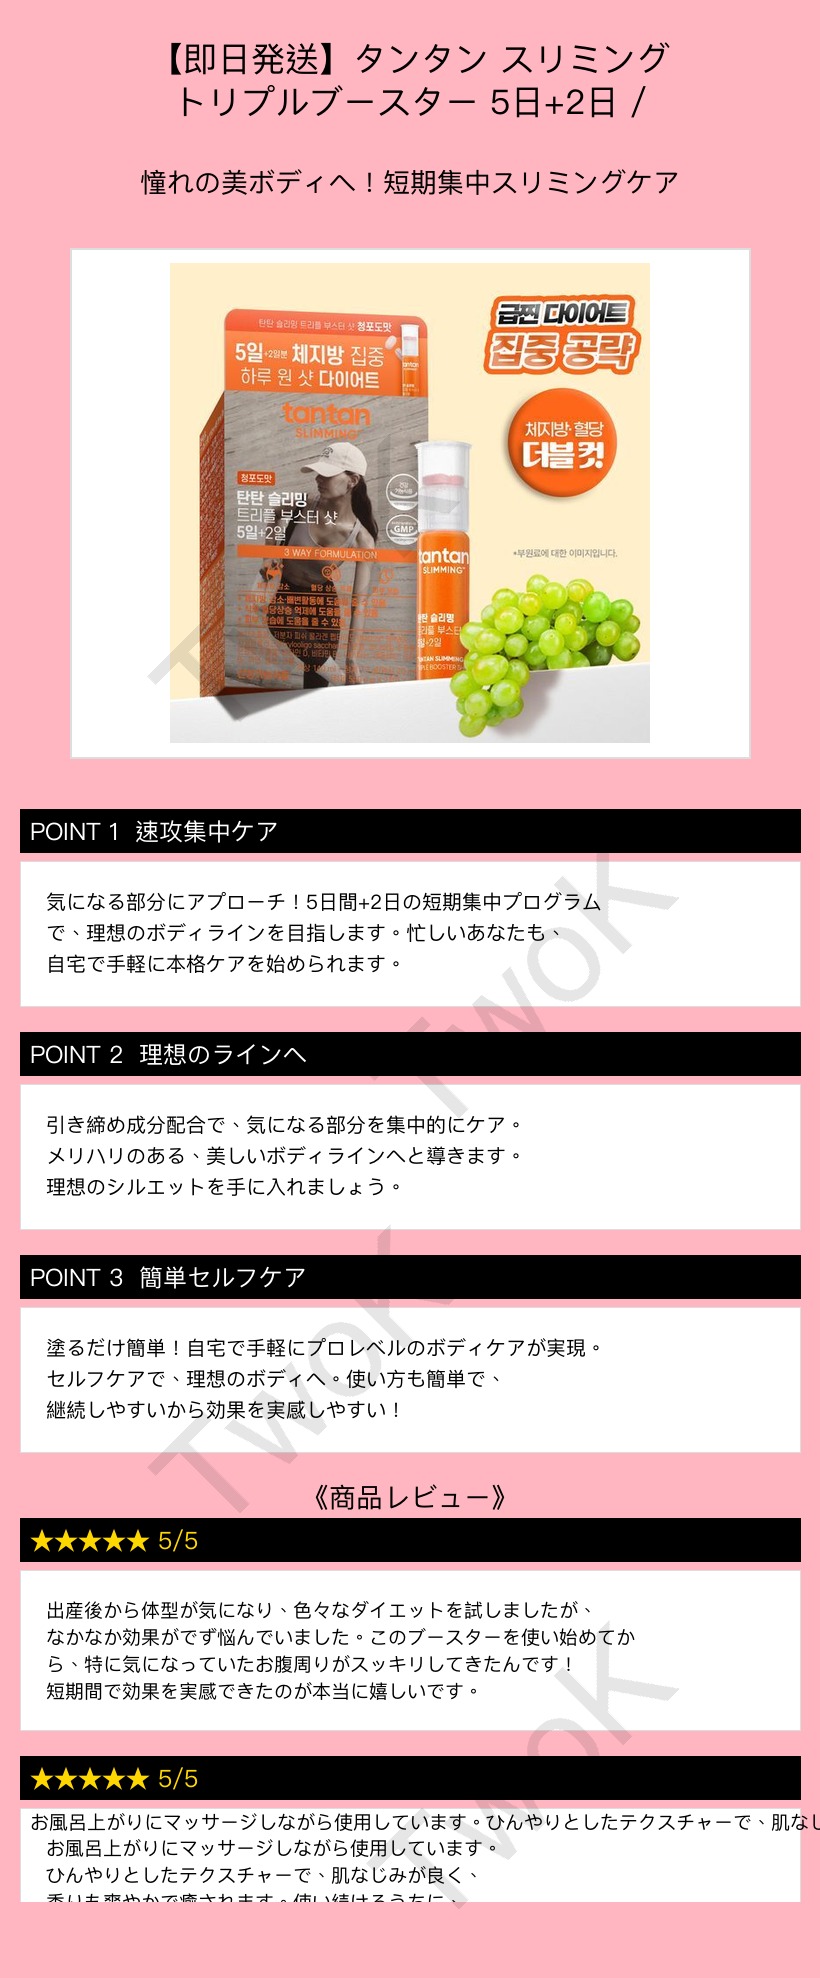 【即日発送】タンタン スリミング
トリプルブースター 5日+2日 /
憧れの美ボディへ！短期集中スリミングケア
탄탄 슬리밍 트리플 부스터 샷 청포도맛
5일+2일분 체지방 집중
하루 원 샷 다이어트
tantan
SLIMMING
청포도맛
탄탄 슬리밍
트리플 부스터 샷
5일+2일
GMP
3 WAY FORMULATION
급찐 다이어트
집중 공략
체지방·혈당
더블 컷!
*부원료에 대한 이미지입니다.
tantan
SLIMMING
탄탄 슬리밍
TwoK
POINT 1 速攻集中ケア
気になる部分にアプローチ！5日間+2日の短期集中プログラム
で、理想のボディラインを目指します。忙しいあなたも、
自宅で手軽に本格ケアを始められます。
TwoK
POINT 2 理想のラインへ
引き締め成分配合で、気になる部分を集中的にケア。
メリハリのある、美しいボディラインへと導きます。
理想のシルエットを手に入れましょう。
POINT 3 簡単セルフケア
塗るだけ簡単！自宅で手軽にプロレベルのボディケアが実現。
セルフケアで、理想のボディへ。使い方も簡単で、
継続しやすいから効果を実感しやすい！
TwoK
《商品レビュー》
★★★★★ 5/5
出産後から体型が気になり、色々なダイエットを試しましたが、
なかなか効果がでず悩んでいました。このブースターを使い始めてか
ら、特に気になっていたお腹周りがスッキリしてきたんです！
短期間で効果を実感できたのが本当に嬉しいです。
TwoK
★★★★★ 5/5
お風呂上がりにマッサージしながら使用しています。ひんやりとしたテクスチャーで、肌なじ
お風呂上がりにマッサージしながら使用しています。
ひんやりとしたテクスチャーで、肌なじみが良く、
香りも爽やかで癒されます。使い続けるうちに、